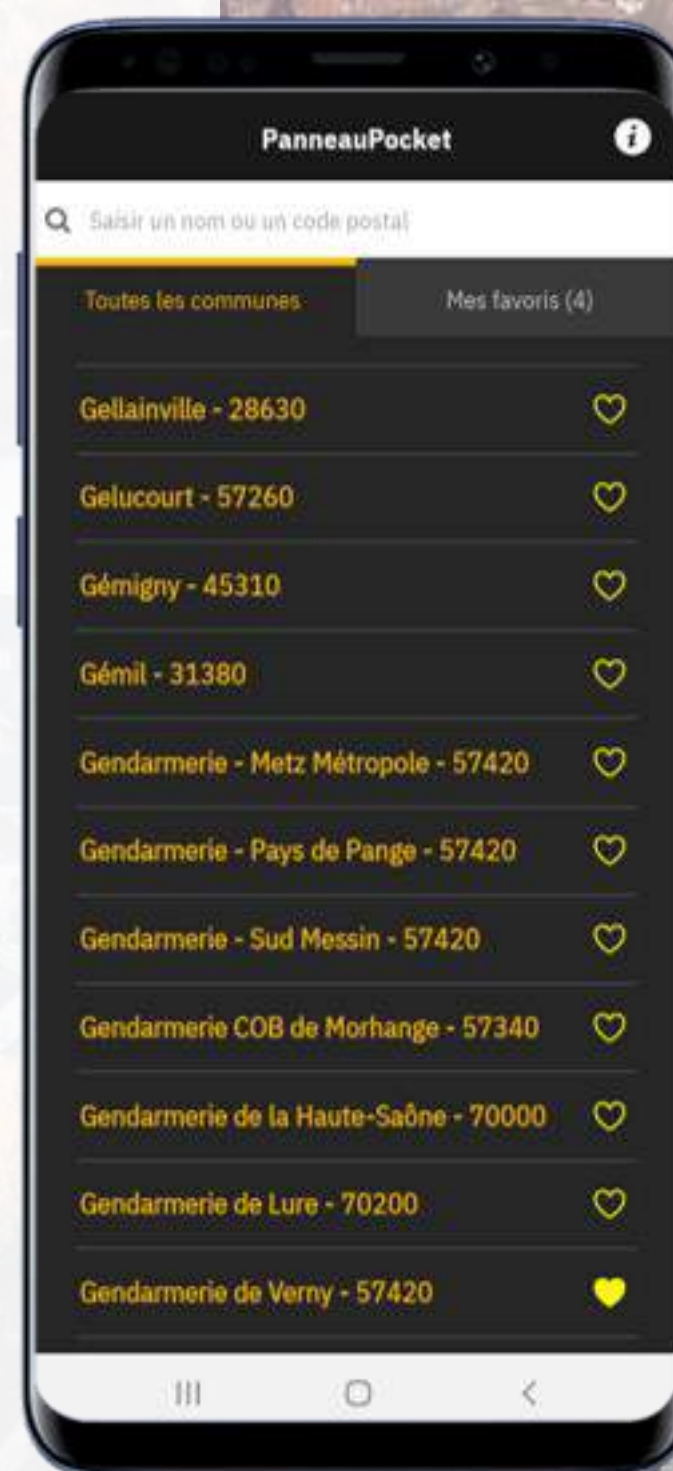 PanneauPocket
i
Saisir un nom ou un code postal
Toutes les communes
Mes favoris (4)
Gellainville - 28630
Gelucourt - 57260
Gémigny - 45310
Gémil - 31380
Gendarmerie - Metz Métropole - 57420
Gendarmerie - Pays de Pange - 57420
Gendarmerie - Sud Messin - 57420
Gendarmerie COB de Morhange - 57340
Gendarmerie de la Haute-Saône - 70000
Gendarmerie de Lure - 70200
Gendarmerie de Verny - 57420